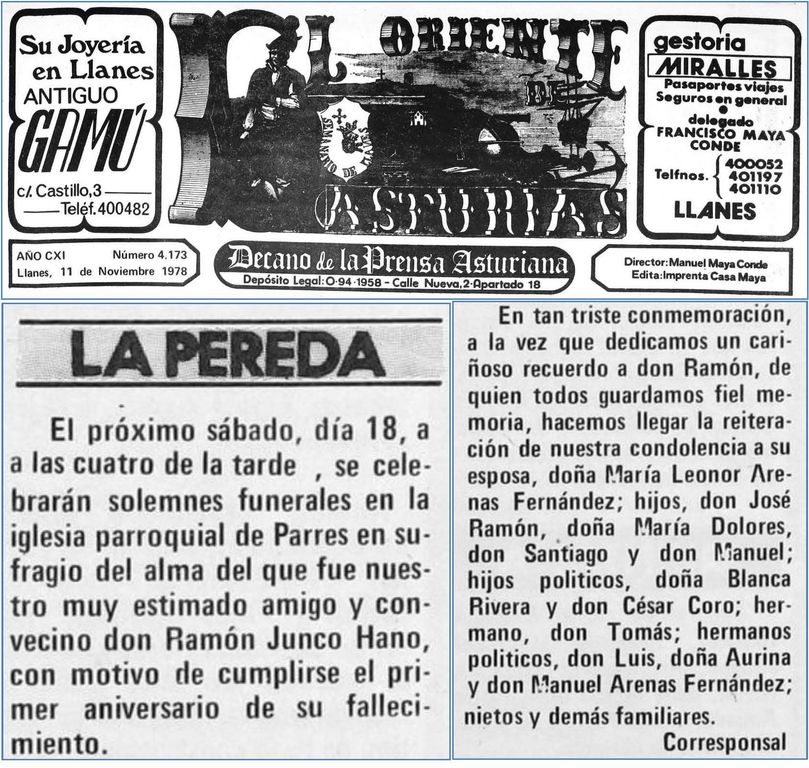 Su Joyería
en Llanes
ANTIGUO
GAMÚ
c/. Castillo,3
Teléf. 400482
EL ORIENTE
DE
ASTURIAS
SEMANARIO DE LLANES
gestoria
MIRALLES
Pasaportes viajes
Seguros en general
delegado
FRANCISCO MAYA
CONDE
Telfnos.
400052
401197
401110
LLANES
AÑO CXI Número 4.173
Llanes, 11 de Noviembre 1978
Decano de la Prensa Asturiana
Depósito Legal: O-94-1958 - Calle Nueva, 2-Apartado 18
Director: Manuel Maya Conde
Edita: Imprenta Casa Maya
LA PEREDA
El próximo sábado, día 18, a
a las cuatro de la tarde , se cele-
brarán solemnes funerales en la
iglesia parroquial de Parres en su-
fragio del alma del que fue nues-
tro muy estimado amigo y con-
vecino don Ramón Junco Hano,
con motivo de cumplirse el pri-
mer aniversario de su falleci-
miento.
En tan triste conmemoración,
a la vez que dedicamos un cari-
ñoso recuerdo a don Ramón, de
quien todos guardamos fiel me-
moria, hacemos llegar la reitera-
ción de nuestra condolencia a su
esposa, doña María Leonor Are-
nas Fernández; hijos, don José
Ramón, doña María Dolores,
don Santiago y don Manuel;
hijos politicos, doña Blanca
Rivera y don César Coro; her-
mano, don Tomás; hermanos
politicos, don Luis, doña Aurina
y don Manuel Arenas Fernández;
nietos y demás familiares.
Corresponsal